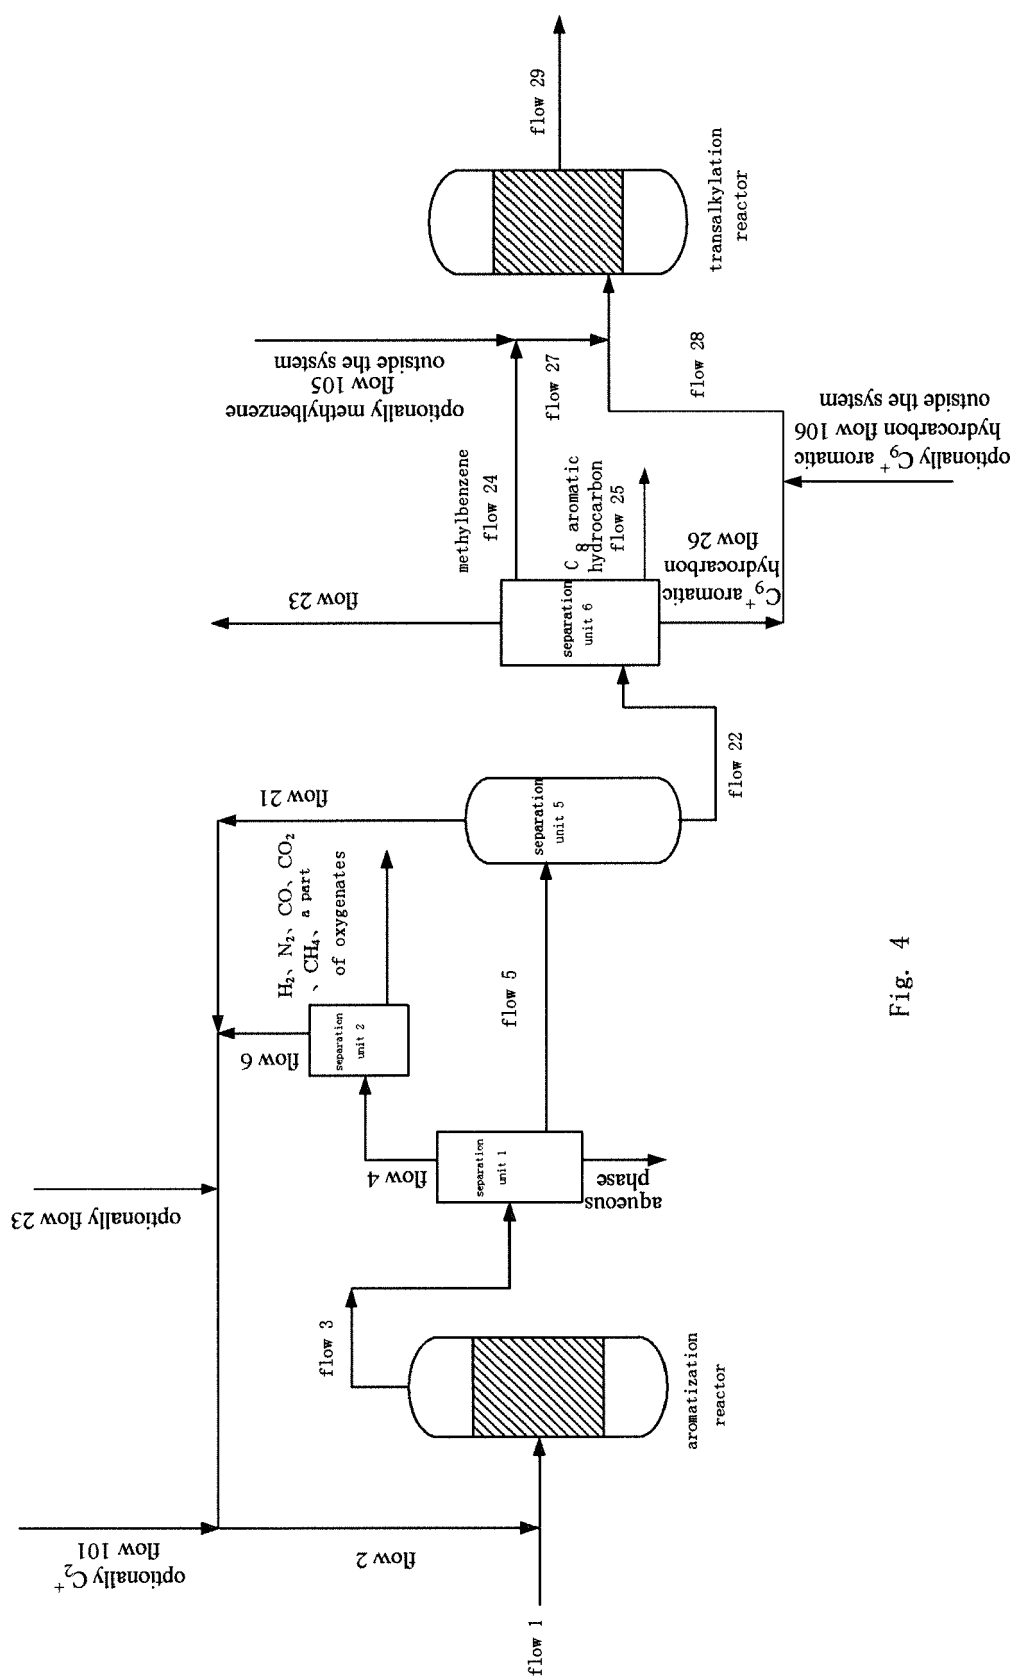 flow 1
flow 2
optionally C₂⁺
flow 101
aromatization
reactor
flow 3
optionally flow 23
flow 4
separation
unit 1
aqueous
phase
flow 6
separation
unit 2
H₂、N₂、CO、CO₂
、CH₄、a part
of oxygenates
flow 5
flow 21
separation
unit 5
flow 22
flow 23
separation
unit 6
methylbenzene
flow 24
C₈ aromatic
hydrocarbon
flow 25
C₉⁺aromatic
hydrocarbon
flow 26
optionally methylbenzene
flow 105
outside the system
flow 27
flow 28
optionally C₉⁺ aromatic
hydrocarbon flow 106
outside the system
transalkylation
reactor
flow 29
Fig. 4